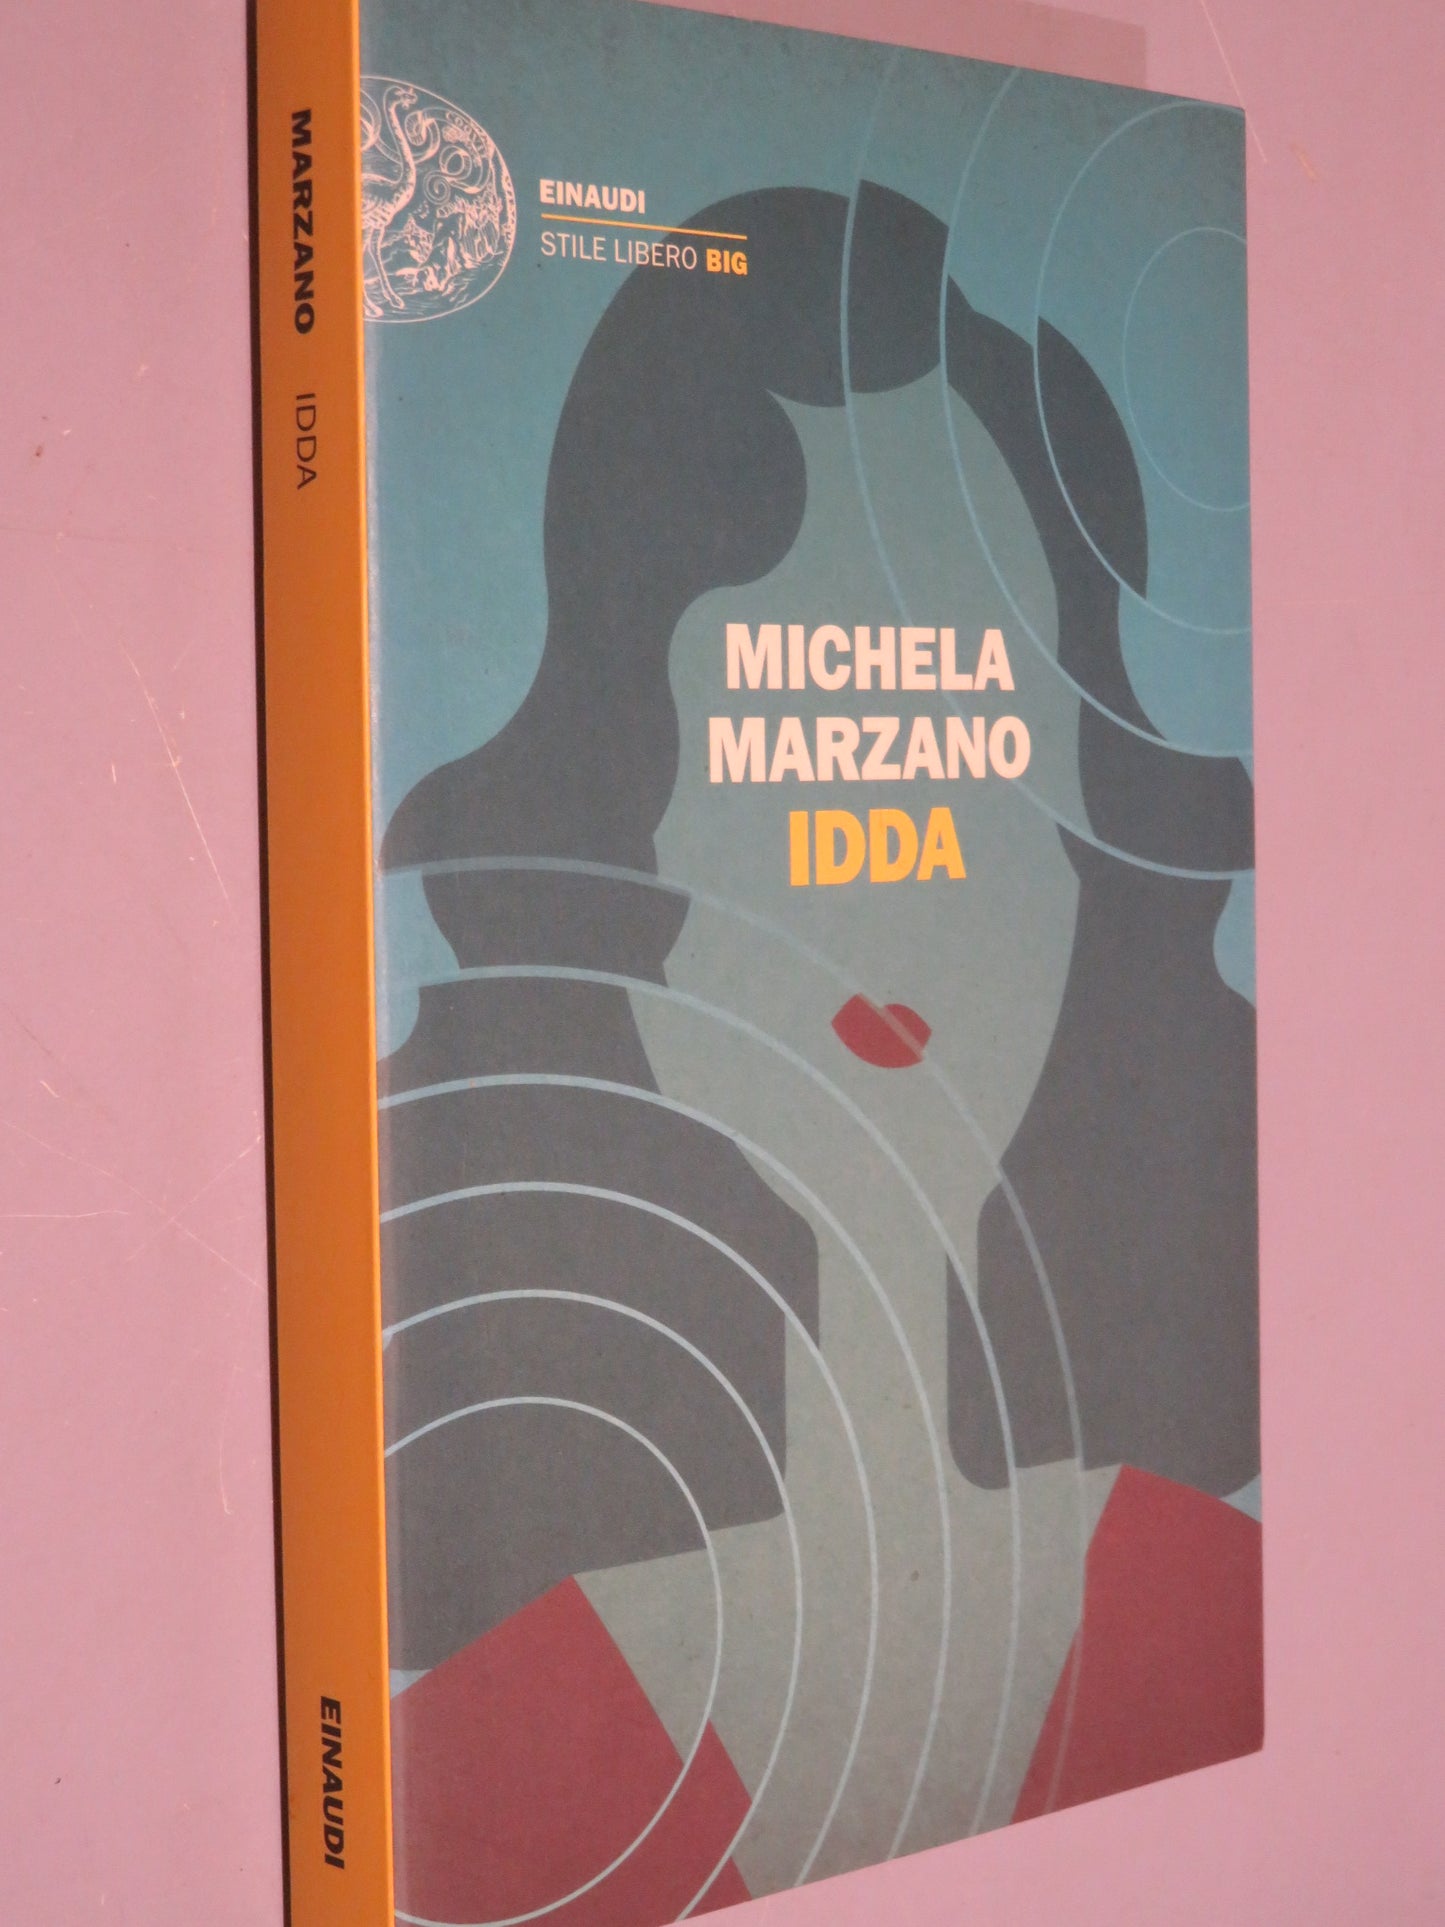 MARZANO IDDA
EINAUDI
EINAUDI
STILE LIBERO BIG
MICHELA
MARZANO
IDDA